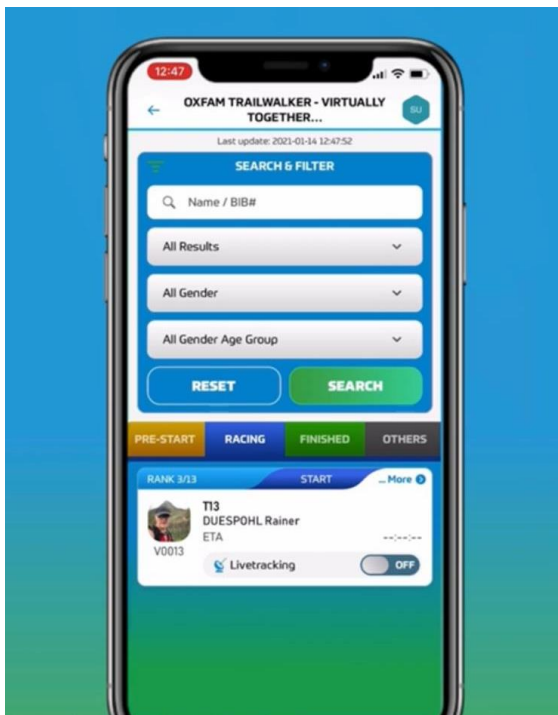 12:47
OXFAM TRAILWALKER - VIRTUALLY
TOGETHER...
SU
Last update: 2021-01-14 12:47:52
SEARCH & FILTER
Name / BIB#
All Results
All Gender
All Gender Age Group
RESET
SEARCH
PRE-START
RACING
FINISHED
OTHERS
RANK 3/13
START
... More
T13
DUESPOHL Rainer
ETA
--:--:--
V0013
Livetracking
OFF